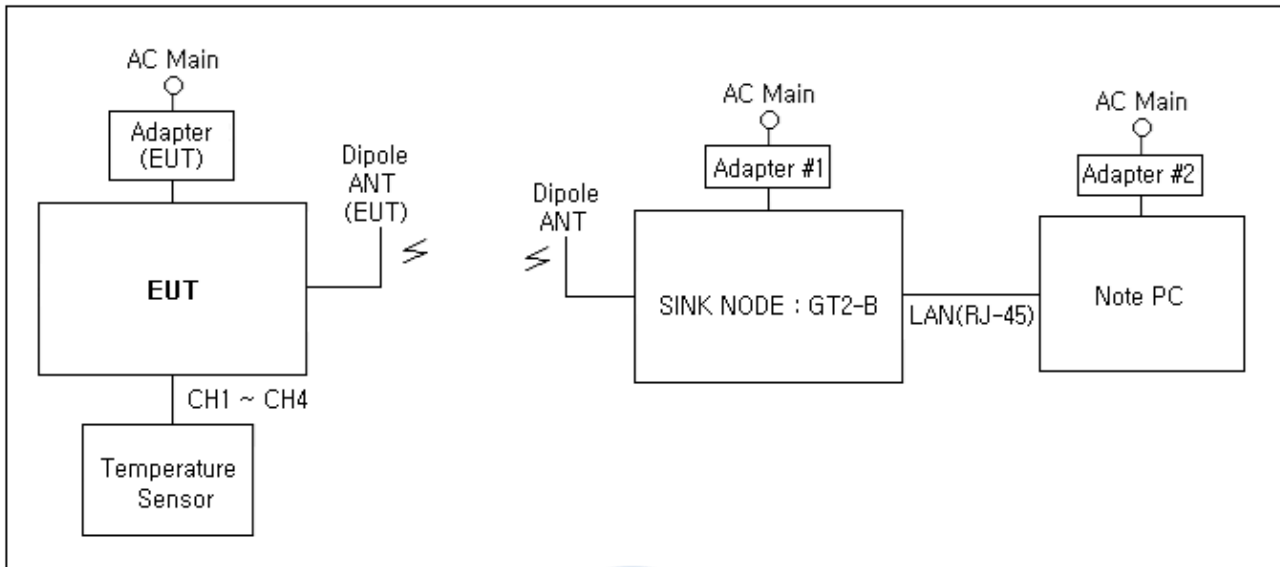 AC Main
Adapter
(EUT)
Dipole
ANT
(EUT)
EUT
CH1 ~ CH4
Temperature
Sensor
Dipole
ANT
AC Main
Adapter #1
SINK NODE : GT2-B
LAN(RJ-45)
AC Main
Adapter #2
Note PC